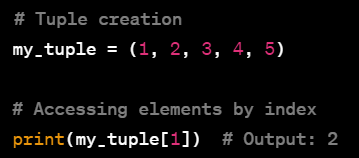 # Tuple creation
my_tuple = (1, 2, 3, 4, 5)
# Accessing elements by index
print(my_tuple[1])  # Output: 2